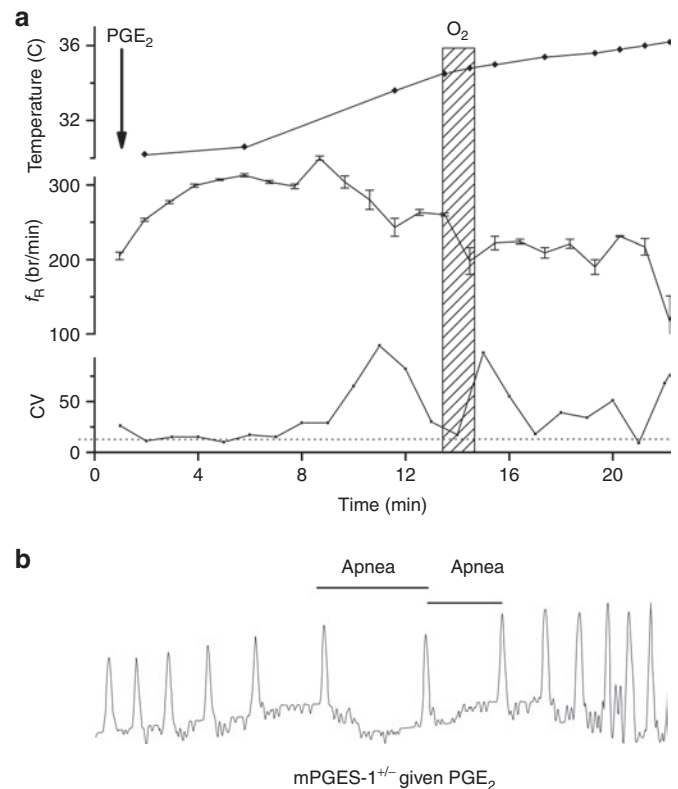 a
PGE₂
O₂
Temperature (C)
36
32
fR (br/min)
300
200
100
CV
50
0
0 4 8 12 16 20
Time (min)
b
Apnea Apnea
mPGES-1⁺/⁻ given PGE₂